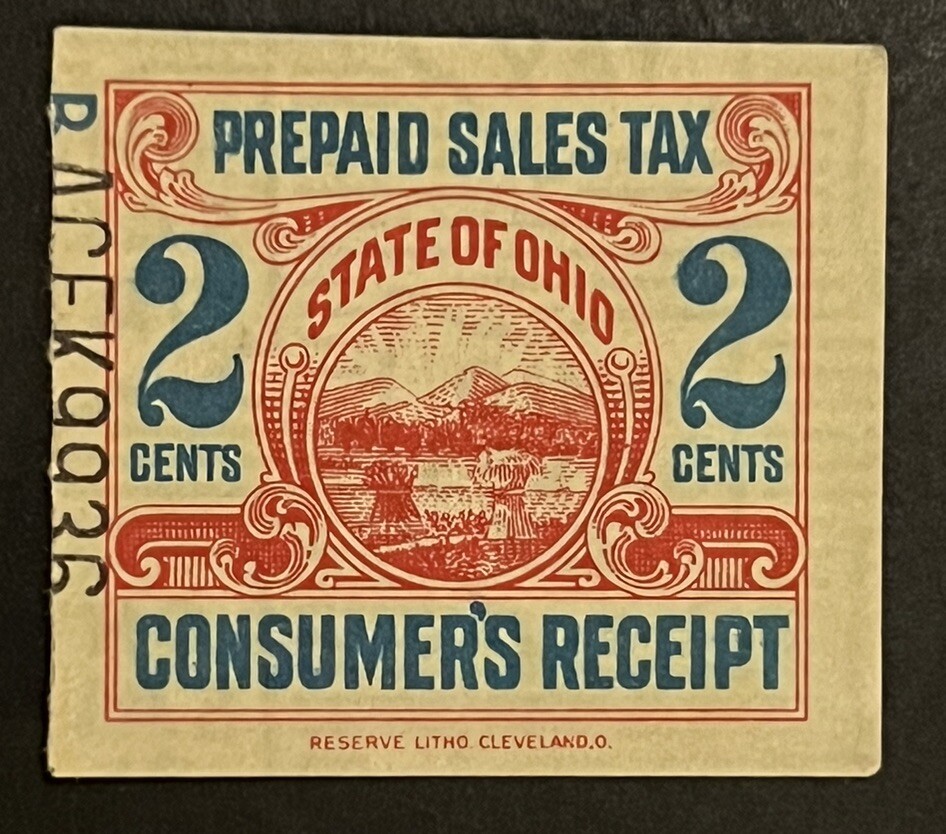 PREPAID SALES TAX
STATE OF OHIO
2 2
CENTS CENTS
CONSUMER'S RECEIPT
RESERVE LITHO. CLEVELAND.O.